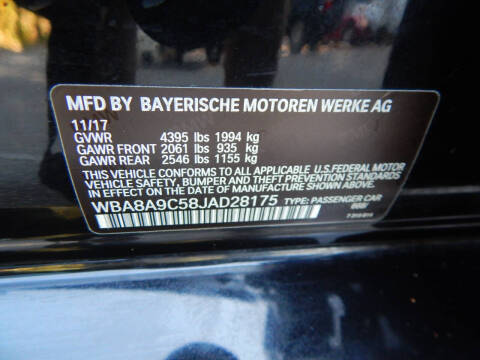 MFD BY BAYERISCHE MOTOREN WERKE AG
11/17
GVWR 4395 lbs 1994 kg
GAWR FRONT 2061 lbs 935 kg
GAWR REAR 2546 lbs 1155 kg
THIS VEHICLE CONFORMS TO ALL APPLICABLE U.S. FEDERAL MOTOR
VEHICLE SAFETY, BUMPER, AND THEFT PREVENTION STANDARDS
IN EFFECT ON THE DATE OF MANUFACTURE SHOWN ABOVE.
WBA8A9C58JAD28175 TYPE: PASSENGER CAR